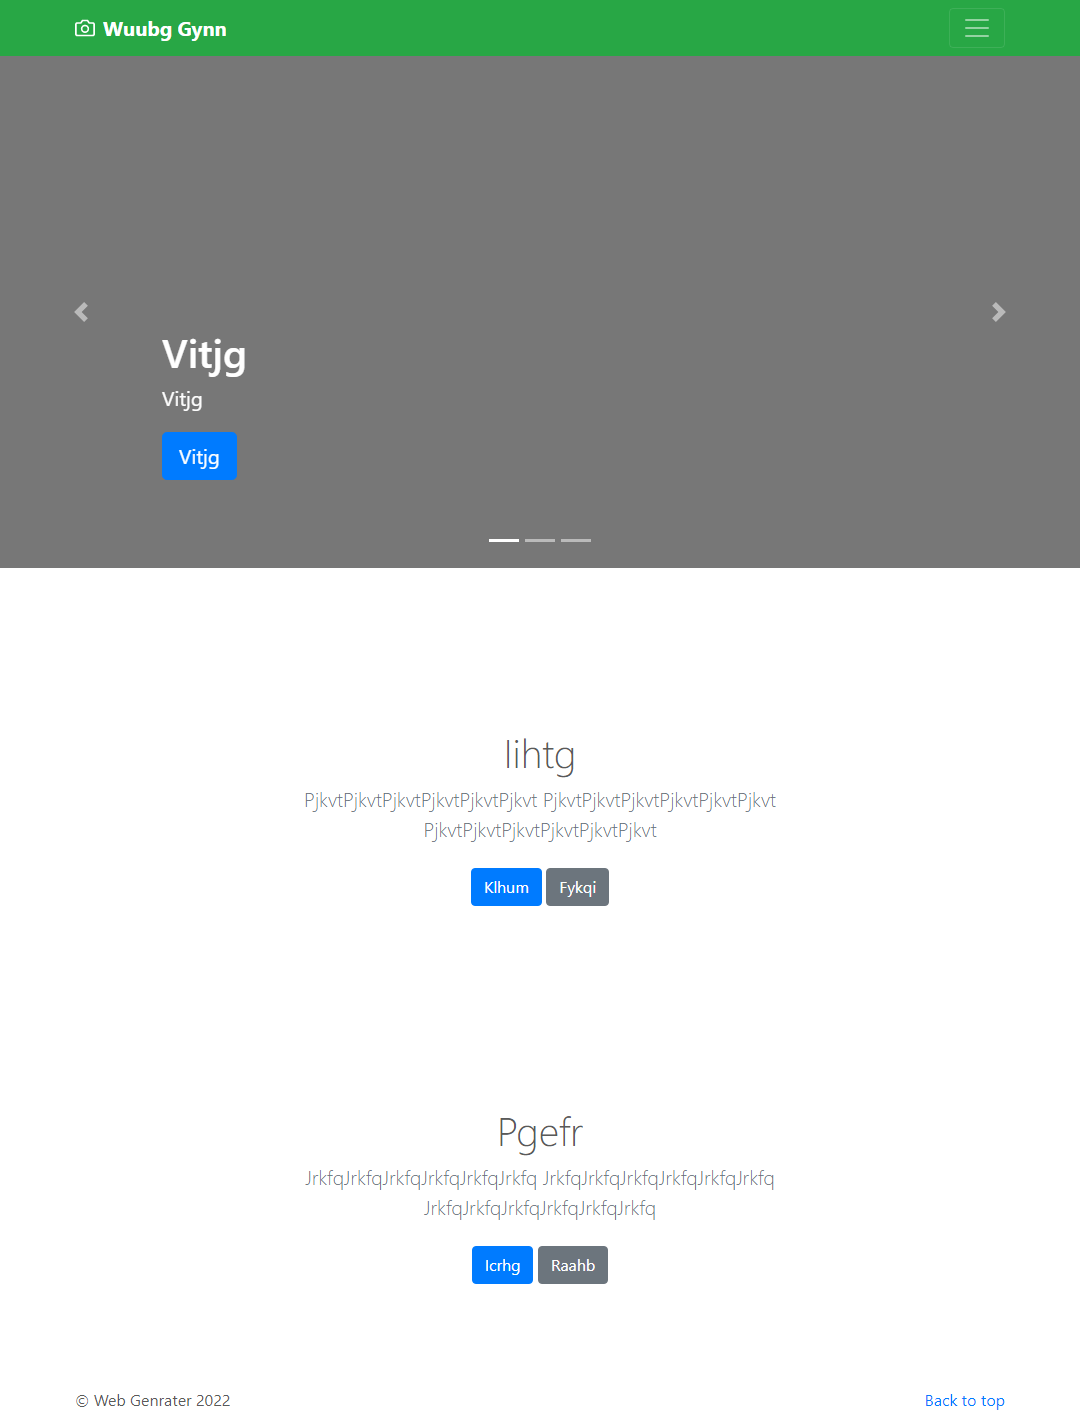 Wuubg Gynn
Vitjg
Vitjg
Vitjg
Iihtg
PjkvtPjkvtPjkvtPjkvtPjkvtPjkvt PjkvtPjkvtPjkvtPjkvtPjkvtPjkvt
PjkvtPjkvtPjkvtPjkvtPjkvtPjkvt
Klhum Fykqi
Pgefr
JrkfqJrkfqJrkfqJrkfqJrkfqJrkfq JrkfqJrkfqJrkfqJrkfqJrkfqJrkfq
JrkfqJrkfqJrkfqJrkfqJrkfqJrkfq
Icrhg Raahb
© Web Genrater 2022 Back to top